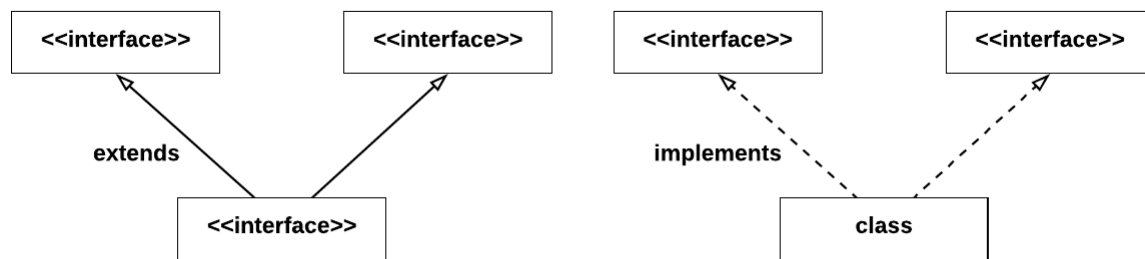 <<interface>>
<<interface>>
<<interface>>
<<interface>>
extends
implements
<<interface>>
class